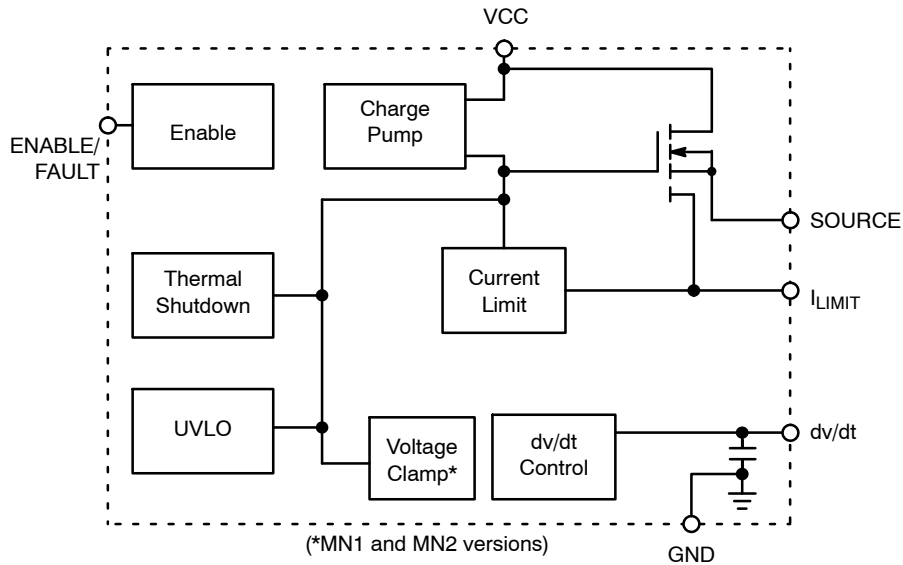 VCC
Charge
Pump
Enable
ENABLE/
FAULT
SOURCE
Thermal
Shutdown
Current
Limit
ILIMIT
UVLO
Voltage
Clamp*
dv/dt
Control
dv/dt
(*MN1 and MN2 versions)
GND